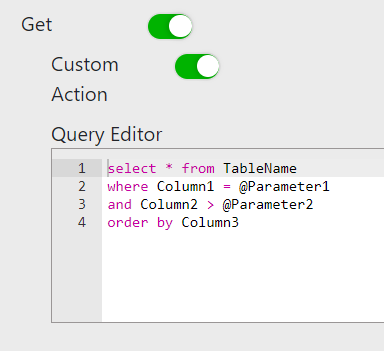 Get
Custom
Action
Query Editor
1 select * from TableName
2 where Column1 = @Parameter1
3 and Column2 > @Parameter2
4 order by Column3